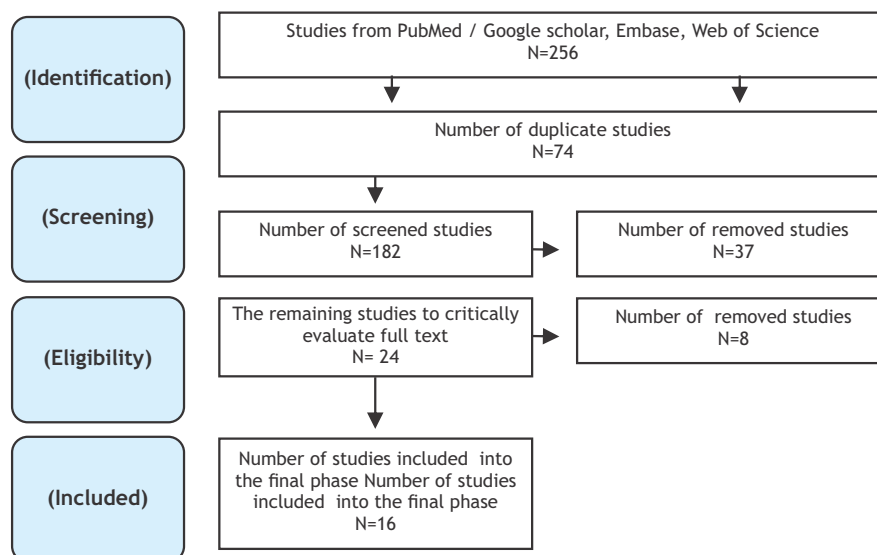 (Identification)
Studies from PubMed / Google scholar, Embase, Web of Science
N=256
Number of duplicate studies
N=74
(Screening)
Number of screened studies
N=182
Number of removed studies
N=37
(Eligibility)
The remaining studies to critically
evaluate full text
N= 24
Number of  removed studies
N=8
(Included)
Number of studies included  into
the final phase Number of studies
included  into the final phase
N=16